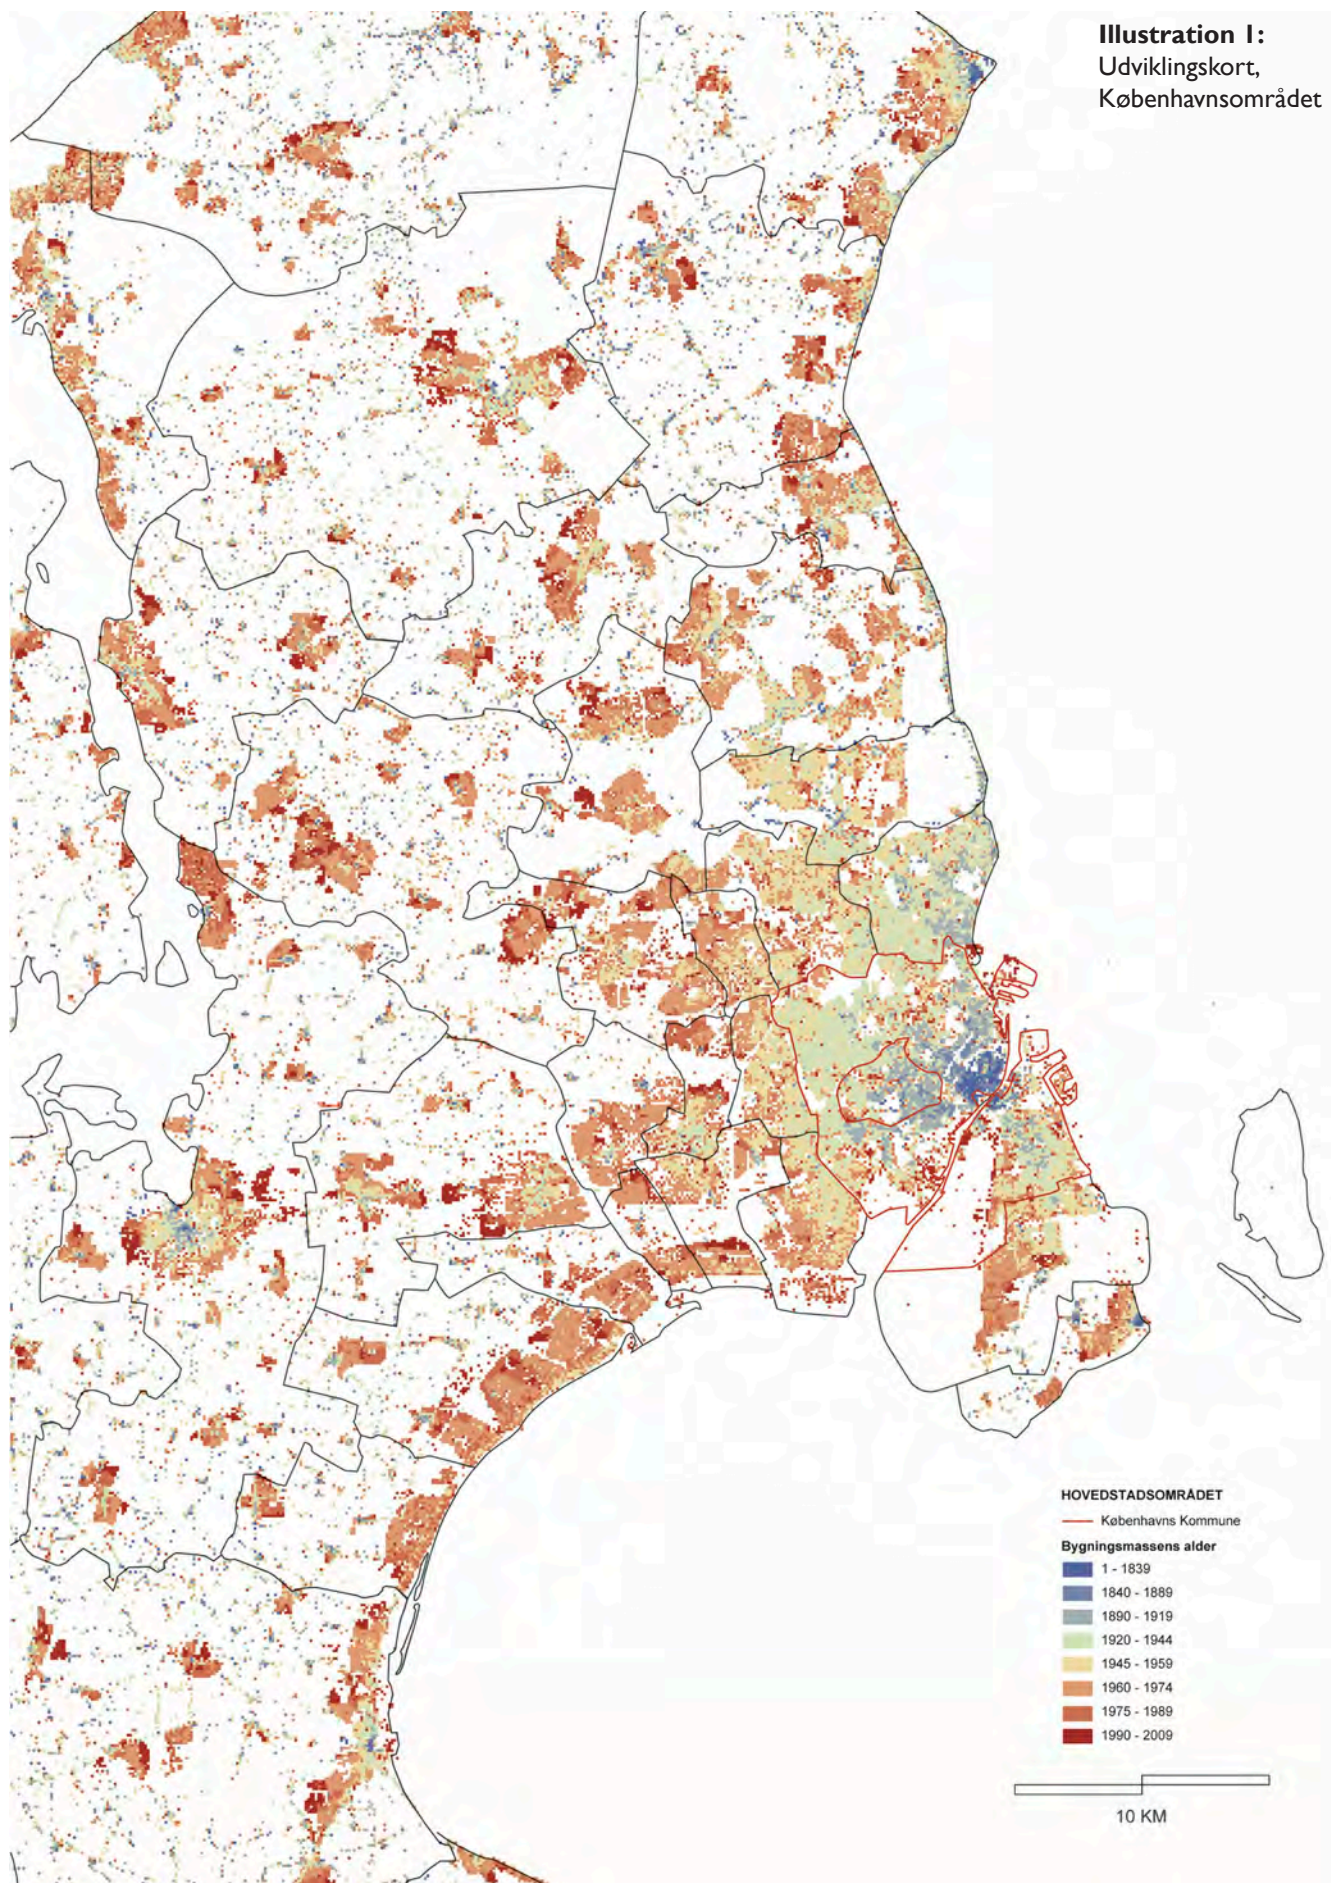 Illustration 1:
Udviklingskort,
Københavnsområdet
HOVEDSTADSOMRÅDET
Københavns Kommune
Bygningsmassens alder
1 - 1839
1840 - 1889
1890 - 1919
1920 - 1944
1945 - 1959
1960 - 1974
1975 - 1989
1990 - 2009
10 KM